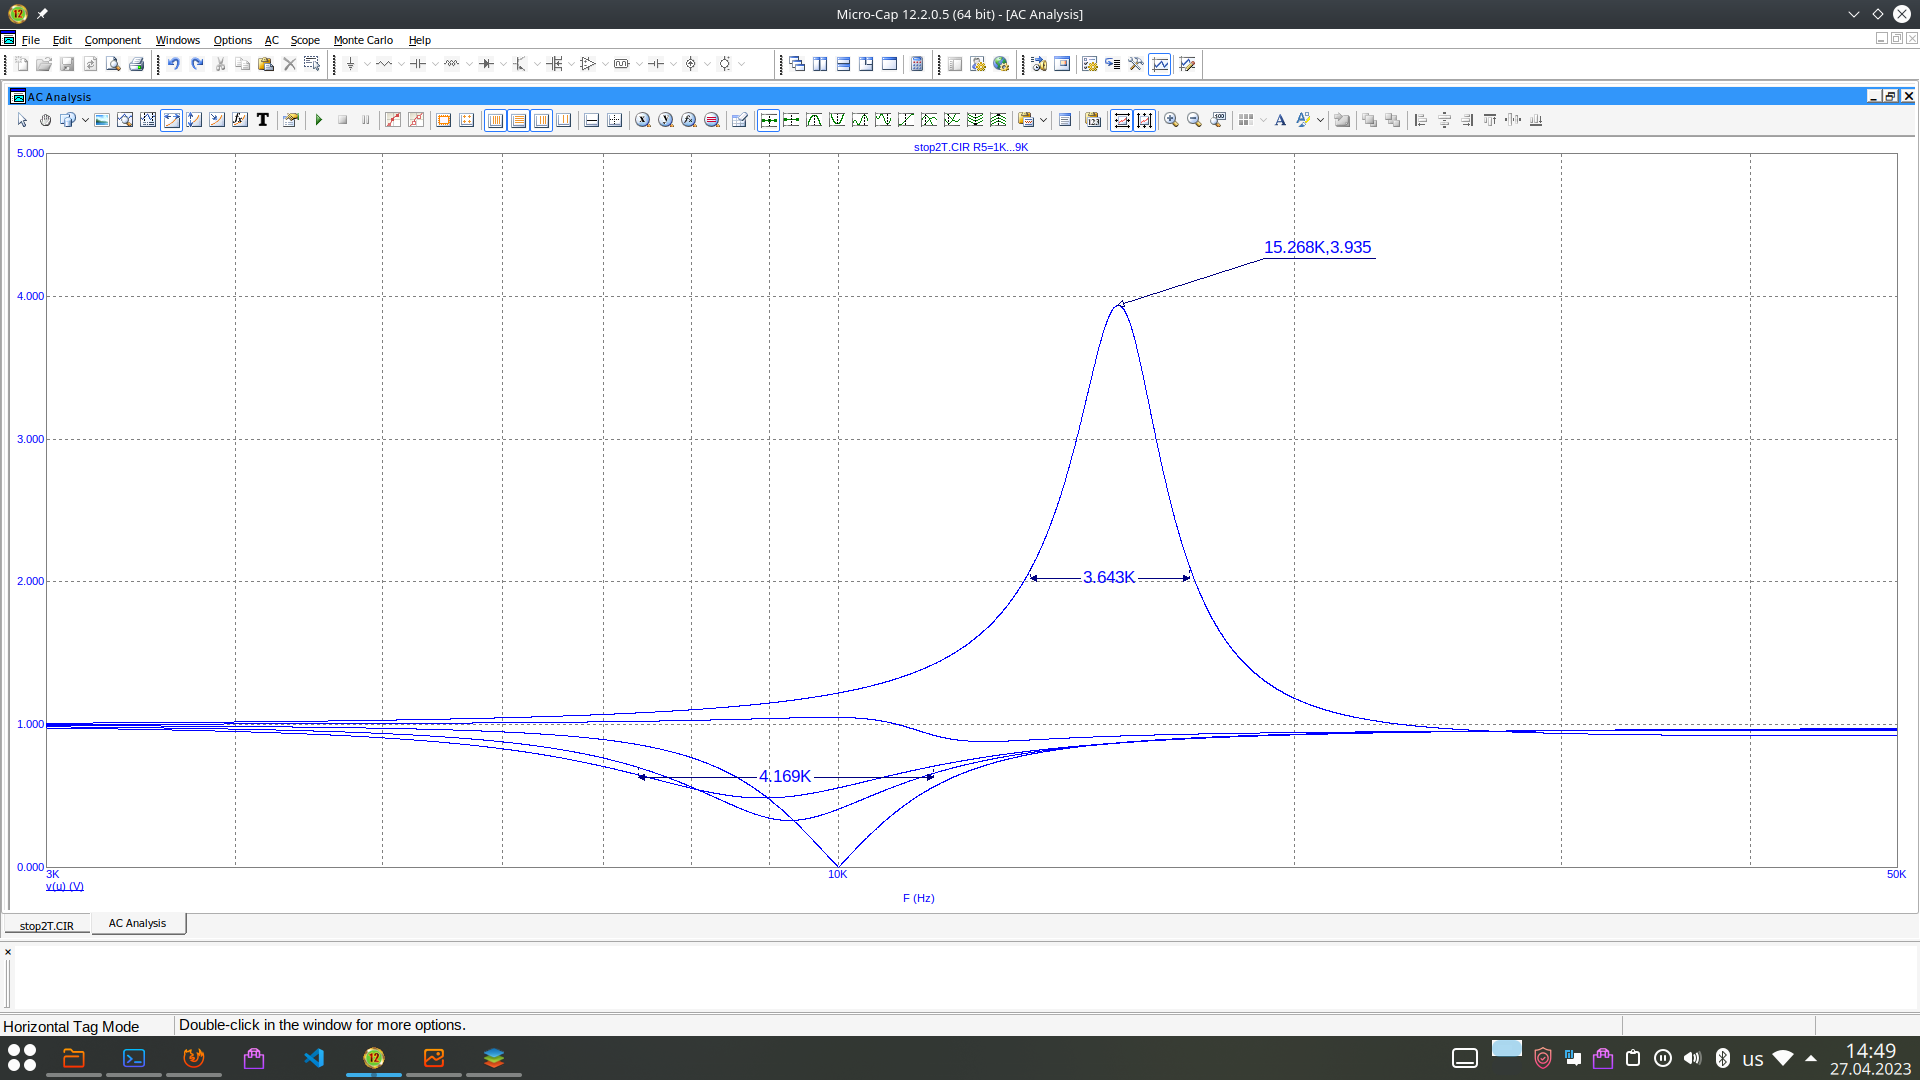 Micro-Cap 12.2.0.5 (64 bit) - [AC Analysis]
File Edit Component Windows Options AC Scope Monte Carlo Help
AC Analysis
stop2T.CIR R5=1K...9K
5.000
15.268K,3.935
4.000
3.000
3.643K
2.000
1.000
4.169K
0.000
3K 10K 50K
v(u) (V)
F (Hz)
stop2T.CIR AC Analysis
Horizontal Tag Mode Double-click in the window for more options.
us 14:49
27.04.2023